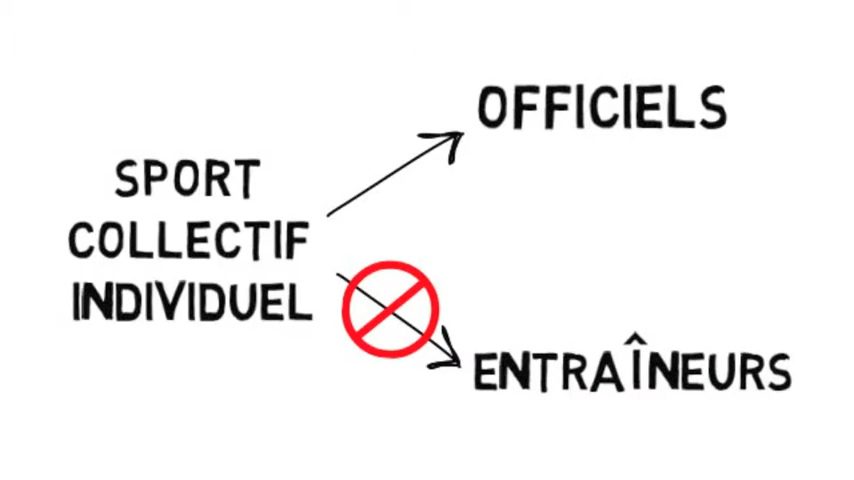 SPORT
COLLECTIF
INDIVIDUEL
OFFICIELS
ENTRAÎNEURS